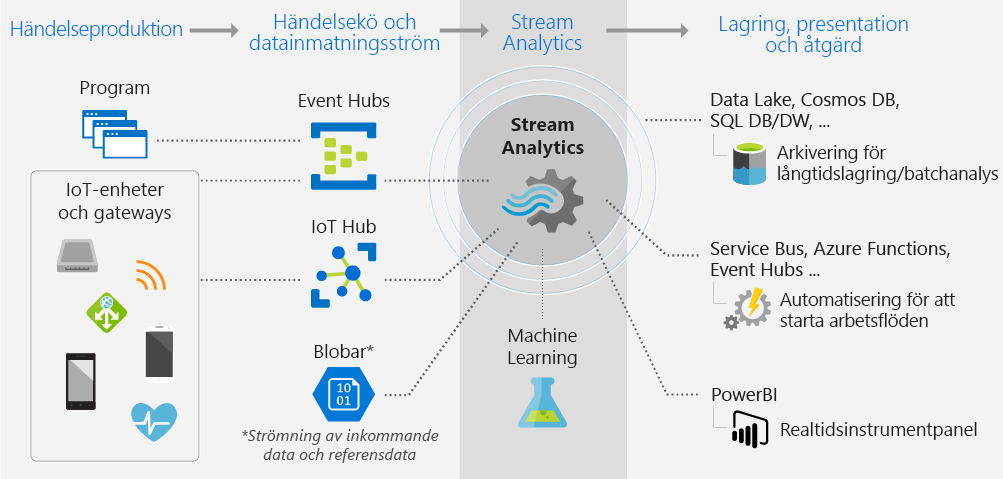 Händelseproduktion
Händelsekö och
datainmatningsström
Stream
Analytics
Lagring, presentation
och åtgärd
Program
IoT-enheter
och gateways
Event Hubs
IoT Hub
Blobar*
10
01
*Strömning av inkommande
data och referensdata
Stream
Analytics
Machine
Learning
Data Lake, Cosmos DB,
SQL DB/DW, ...
Arkivering för
långtidslagring/batchanalys
Service Bus, Azure Functions,
Event Hubs ...
Automatisering för att
starta arbetsflöden
PowerBI
Realtidsinstrumentpanel